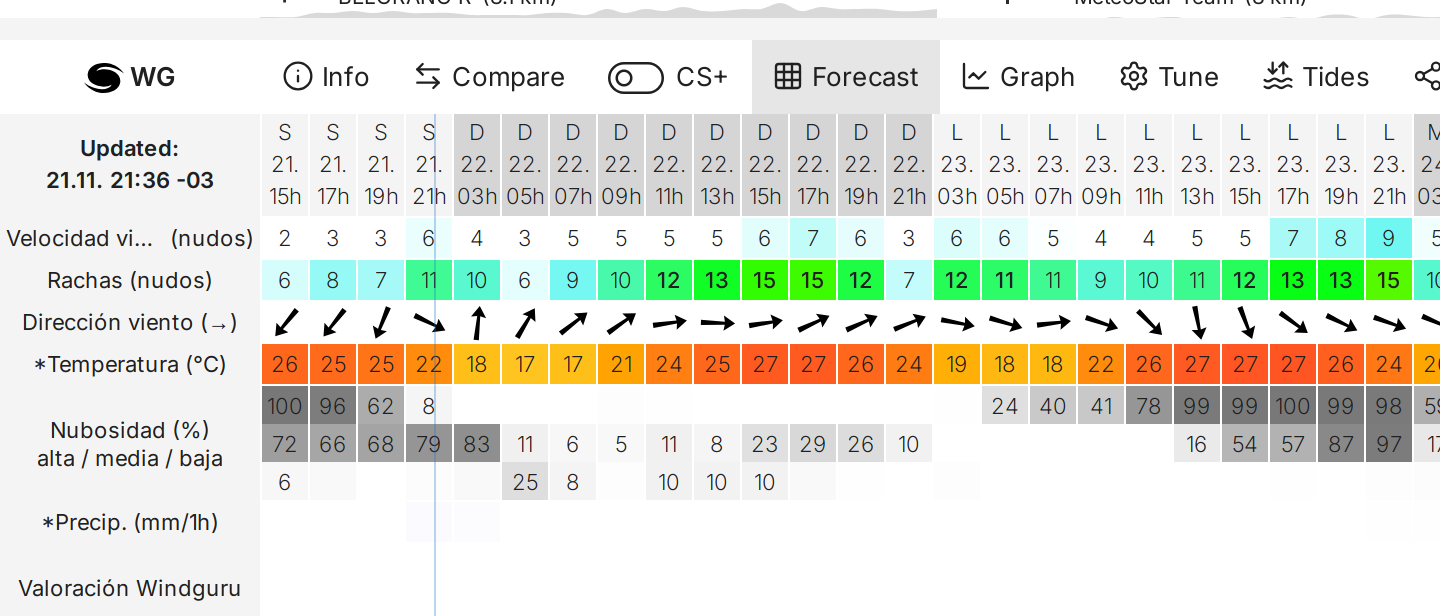 BELGRANO R (3.1 km)
MeteoStar Team (8 km)
WG Info Compare CS+ Forecast Graph Tune Tides
S S S S D D D D D D D D D D L L L L L L L L L L M
Updated: 21. 21. 21. 21. 22. 22. 22. 22. 22. 22. 22. 22. 22. 22. 23. 23. 23. 23. 23. 23. 23. 23. 23. 23.
21.11. 21:36 -03 15h 17h 19h 21h 03h 05h 07h 09h 11h 13h 15h 17h 19h 21h 03h 05h 07h 09h 11h 13h 15h 17h 19h 21h
Velocidad vi... (nudos) 2 3 3 6 4 3 5 5 5 5 6 7 6 3 6 6 5 4 4 5 5 7 8 9 5
Rachas (nudos) 6 8 7 11 10 6 9 10 12 13 15 15 12 7 12 11 11 9 10 11 12 13 13 15
Dirección viento (→)
*Temperatura (°C) 26 25 25 22 18 17 17 21 24 25 27 27 26 24 19 18 18 22 26 27 27 27 26 24
100 96 62 8 24 40 41 78 99 99 100 99 98
Nubosidad (%) 72 66 68 79 83 11 6 5 11 8 23 29 26 10 16 54 57 87 97
alta / media / baja
6 25 8 10 10 10
*Precip. (mm/1h)
Valoración Windguru